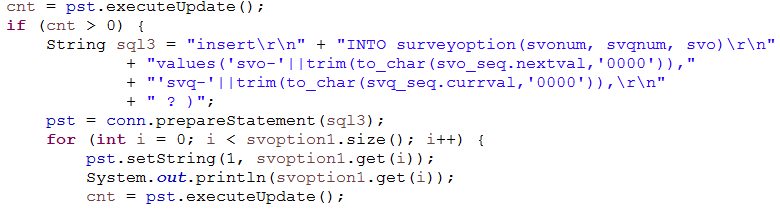 cnt = pst.executeUpdate();
if (cnt > 0) {
    String sql3 = "insert\r\n" + "INTO surveyoption(svonum, svqnum, svo)\r\n"
            + "values('svo-'||trim(to_char(svo_seq.nextval,'0000')),"
            + "'svq-'||trim(to_char(svq_seq.currval,'0000')),\r\n"
            + " ? )";
    pst = conn.prepareStatement(sql3);
    for (int i = 0; i < svoption1.size(); i++) {
        pst.setString(1, svoption1.get(i));
        System.out.println(svoption1.get(i));
        cnt = pst.executeUpdate();